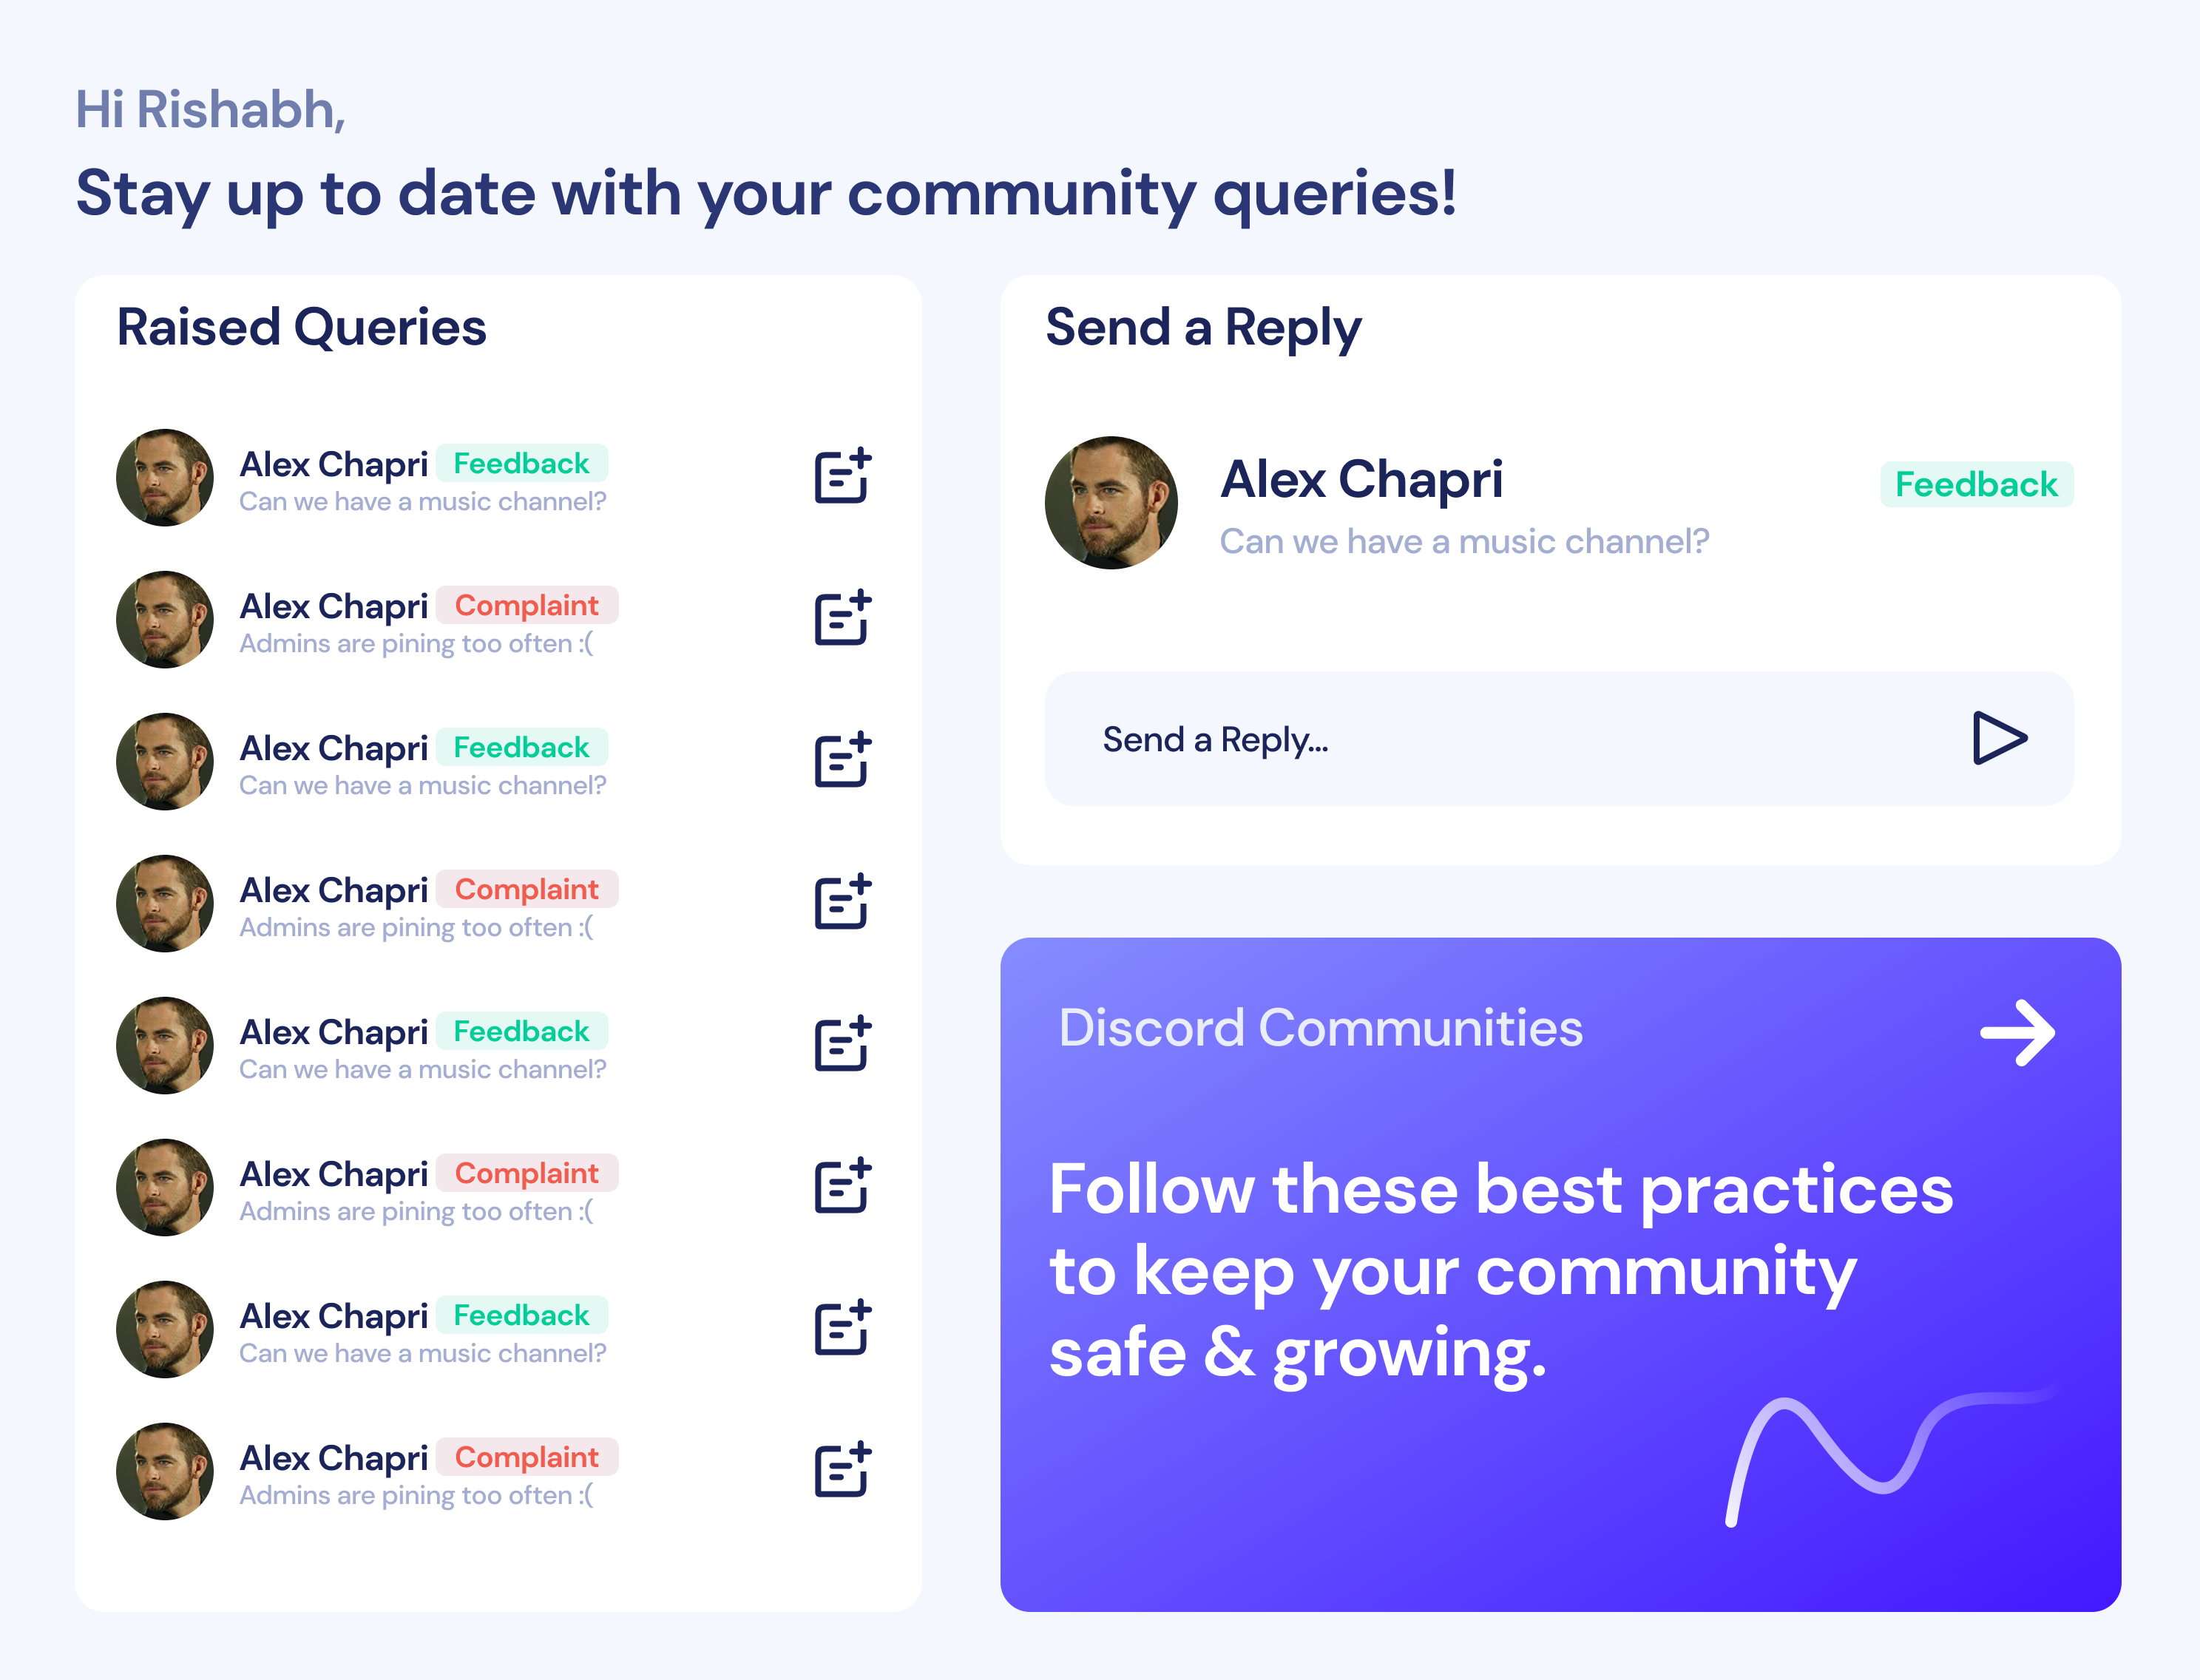 Hi Rishabh,
Stay up to date with your community queries!
Raised Queries
Alex Chapri Feedback
Can we have a music channel?
Alex Chapri Complaint
Admins are pining too often :(
Alex Chapri Feedback
Can we have a music channel?
Alex Chapri Complaint
Admins are pining too often :(
Alex Chapri Feedback
Can we have a music channel?
Alex Chapri Complaint
Admins are pining too often :(
Alex Chapri Feedback
Can we have a music channel?
Alex Chapri Complaint
Admins are pining too often :(
Send a Reply
Alex Chapri Feedback
Can we have a music channel?
Send a Reply...
Discord Communities
Follow these best practices
to keep your community
safe & growing.